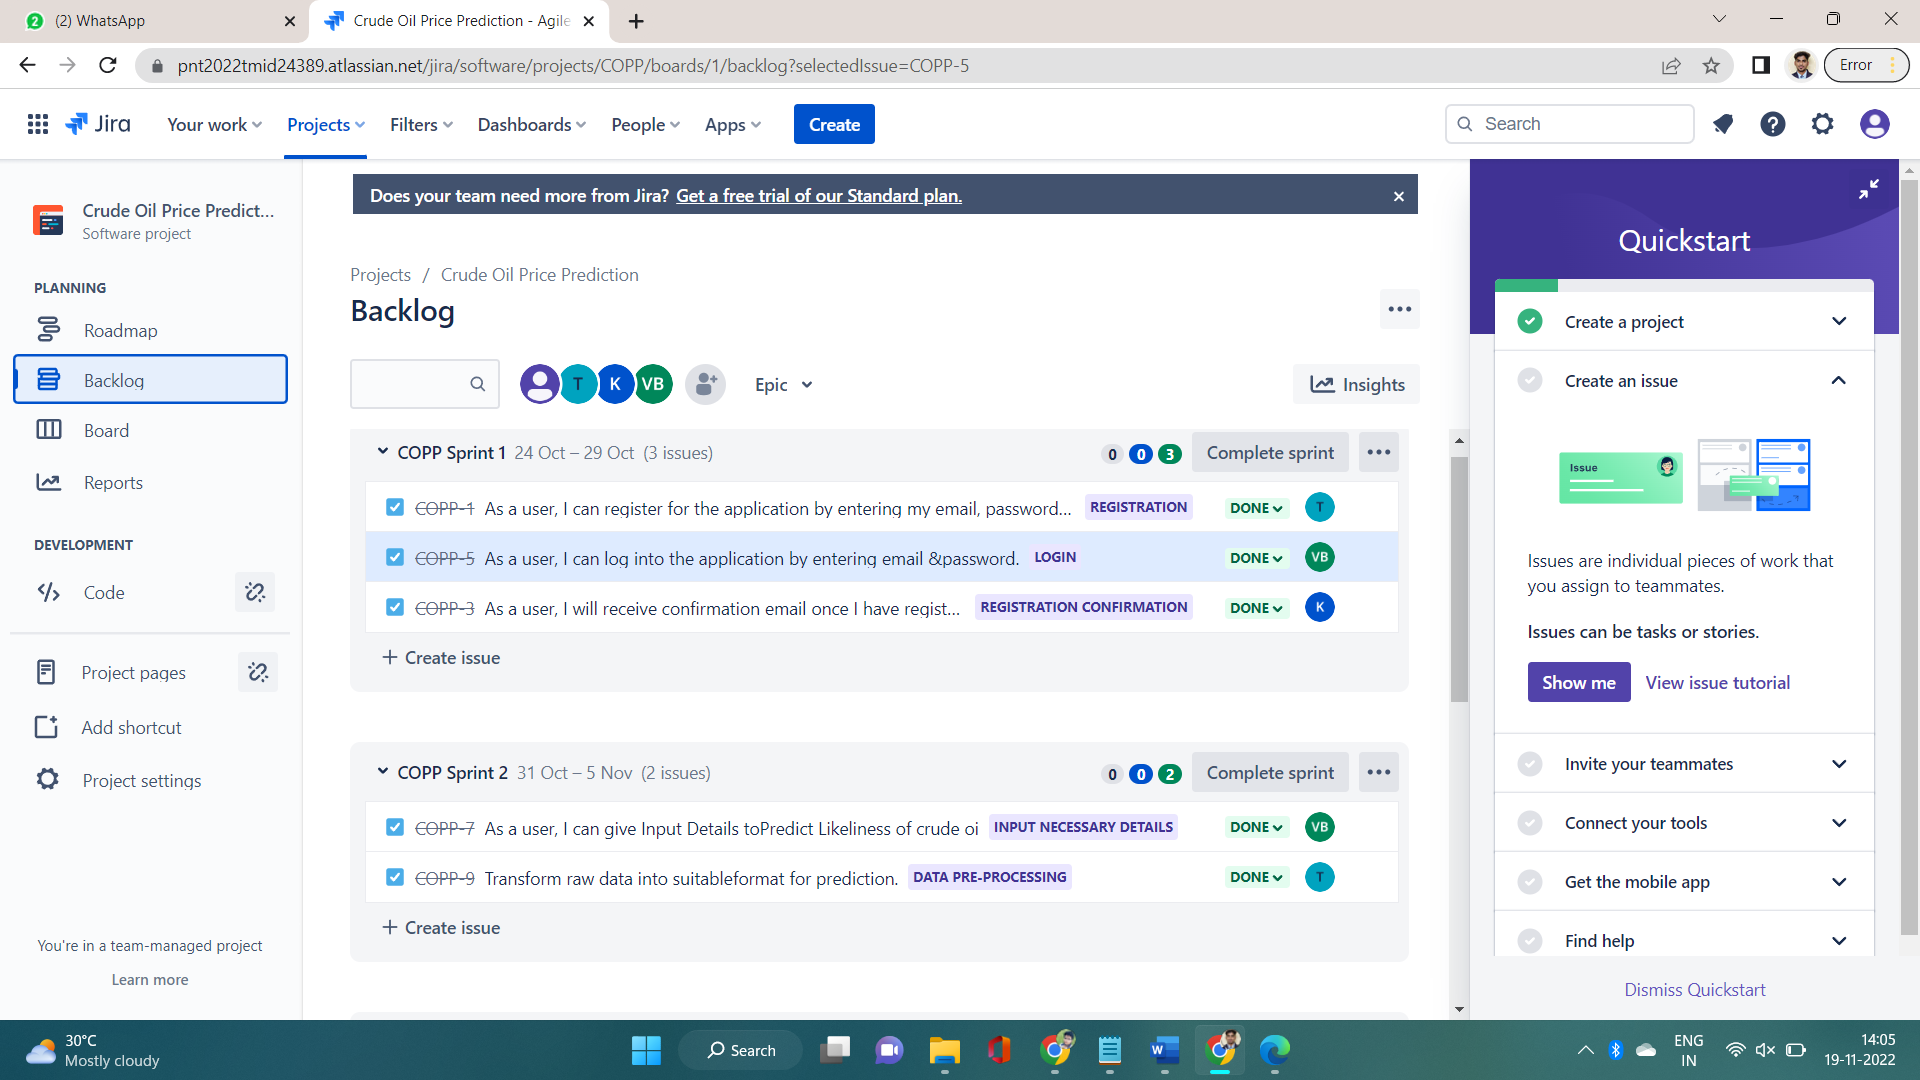 2 (2) WhatsApp
Crude Oil Price Prediction - Agile
pnt2022tmid24389.atlassian.net/jira/software/projects/COPP/boards/1/backlog?selectedIssue=COPP-5
Error
Jira Your work Projects Filters Dashboards People Apps Create
Search
Does your team need more from Jira? Get a free trial of our Standard plan.
Crude Oil Price Predict...
Software project
PLANNING
Roadmap
Backlog
Board
Reports
DEVELOPMENT
Code
Project pages
Add shortcut
Project settings
You're in a team-managed project
Learn more
Projects / Crude Oil Price Prediction
Backlog
T K VB
Epic
Insights
COPP Sprint 1 24 Oct – 29 Oct (3 issues) 0 0 3 Complete sprint
COPP-1 As a user, I can register for the application by entering my email, password... REGISTRATION DONE T
COPP-5 As a user, I can log into the application by entering email &password. LOGIN DONE VB
COPP-3 As a user, I will receive confirmation email once I have regist... REGISTRATION CONFIRMATION DONE K
+ Create issue
COPP Sprint 2 31 Oct – 5 Nov (2 issues) 0 0 2 Complete sprint
COPP-7 As a user, I can give Input Details toPredict Likeliness of crude oi INPUT NECESSARY DETAILS DONE VB
COPP-9 Transform raw data into suitableformat for prediction. DATA PRE-PROCESSING DONE T
+ Create issue
Quickstart
Create a project
Create an issue
Issue
Issues are individual pieces of work that
you assign to teammates.
Issues can be tasks or stories.
Show me View issue tutorial
Invite your teammates
Connect your tools
Get the mobile app
Find help
Dismiss Quickstart
30°C
Mostly cloudy
Search
ENG
IN
14:05
19-11-2022